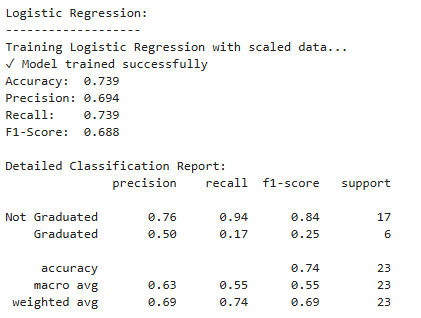 Logistic Regression:
-------------------
Training Logistic Regression with scaled data...
✓ Model trained successfully
Accuracy:  0.739
Precision: 0.694
Recall:    0.739
F1-Score:  0.688

Detailed Classification Report:
               precision    recall  f1-score   support

Not Graduated       0.76      0.94      0.84        17
    Graduated       0.50      0.17      0.25         6

     accuracy                           0.74        23
    macro avg       0.63      0.55      0.55        23
 weighted avg       0.69      0.74      0.69        23